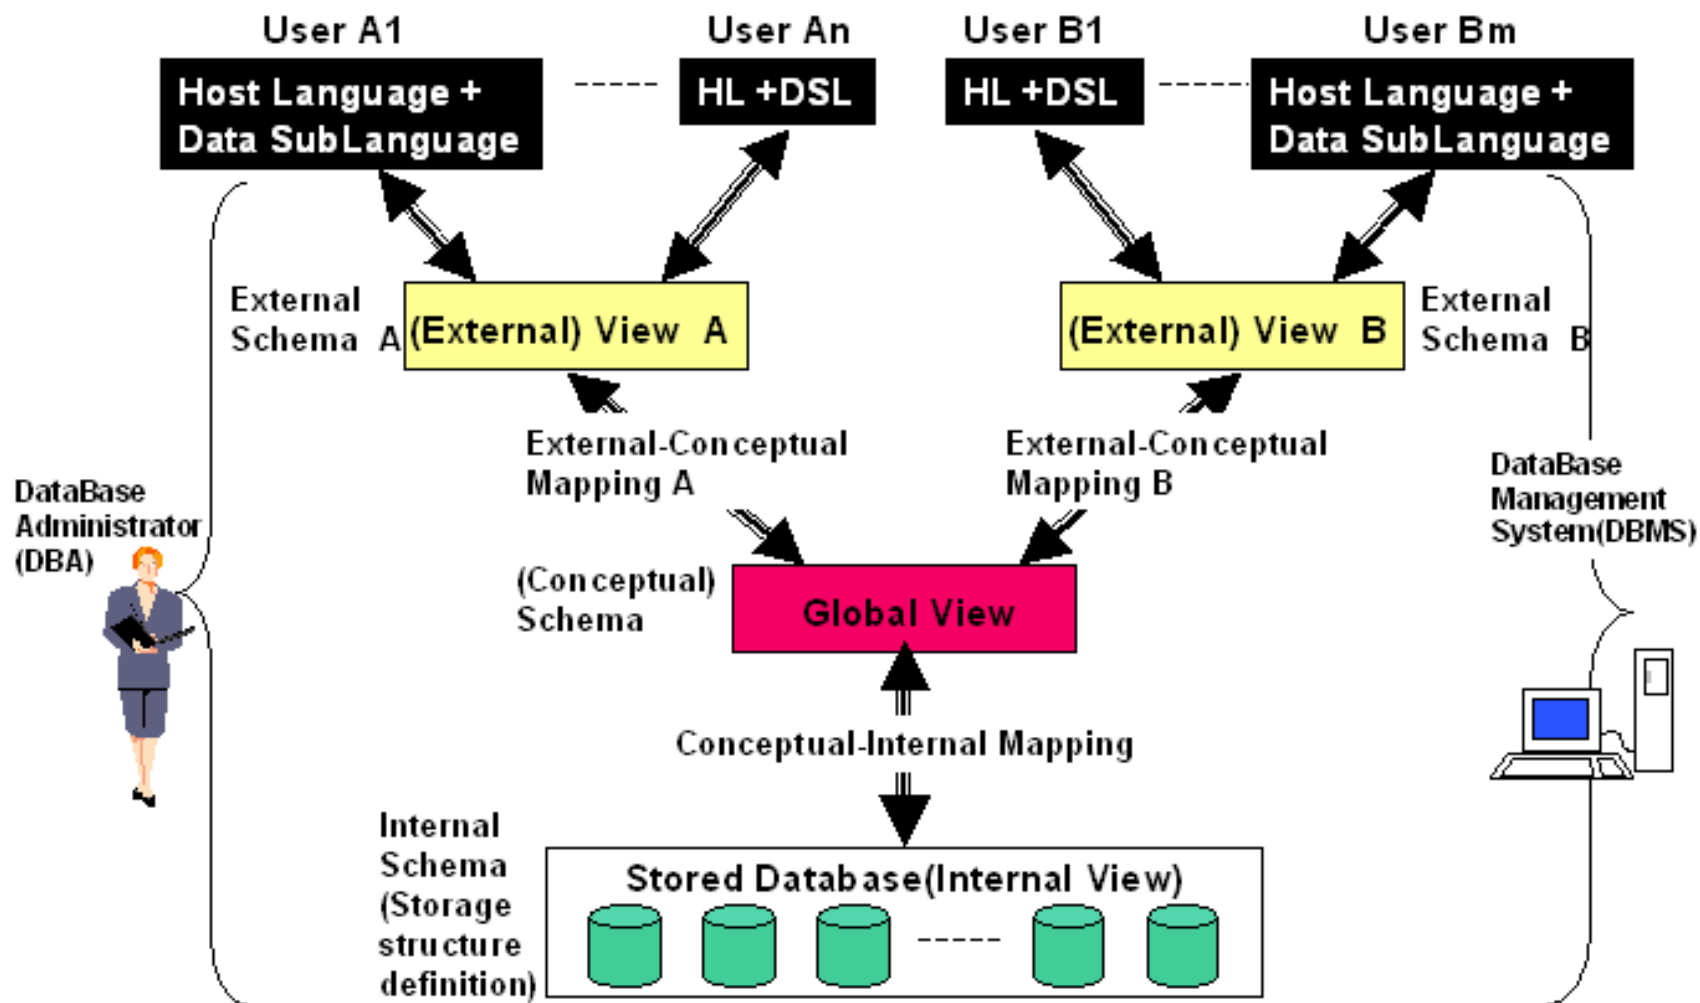 User A1
User An
User B1
User Bm
Host Language +
Data SubLanguage
HL +DSL
HL +DSL
Host Language +
Data SubLanguage
External
Schema A
(External) View A
(External) View B
External
Schema B
External-Conceptual
Mapping A
External-Conceptual
Mapping B
DataBase
Administrator
(DBA)
DataBase
Management
System(DBMS)
(Conceptual)
Schema
Global View
Conceptual-Internal Mapping
Internal
Schema
(Storage
structure
definition)
Stored Database(Internal View)